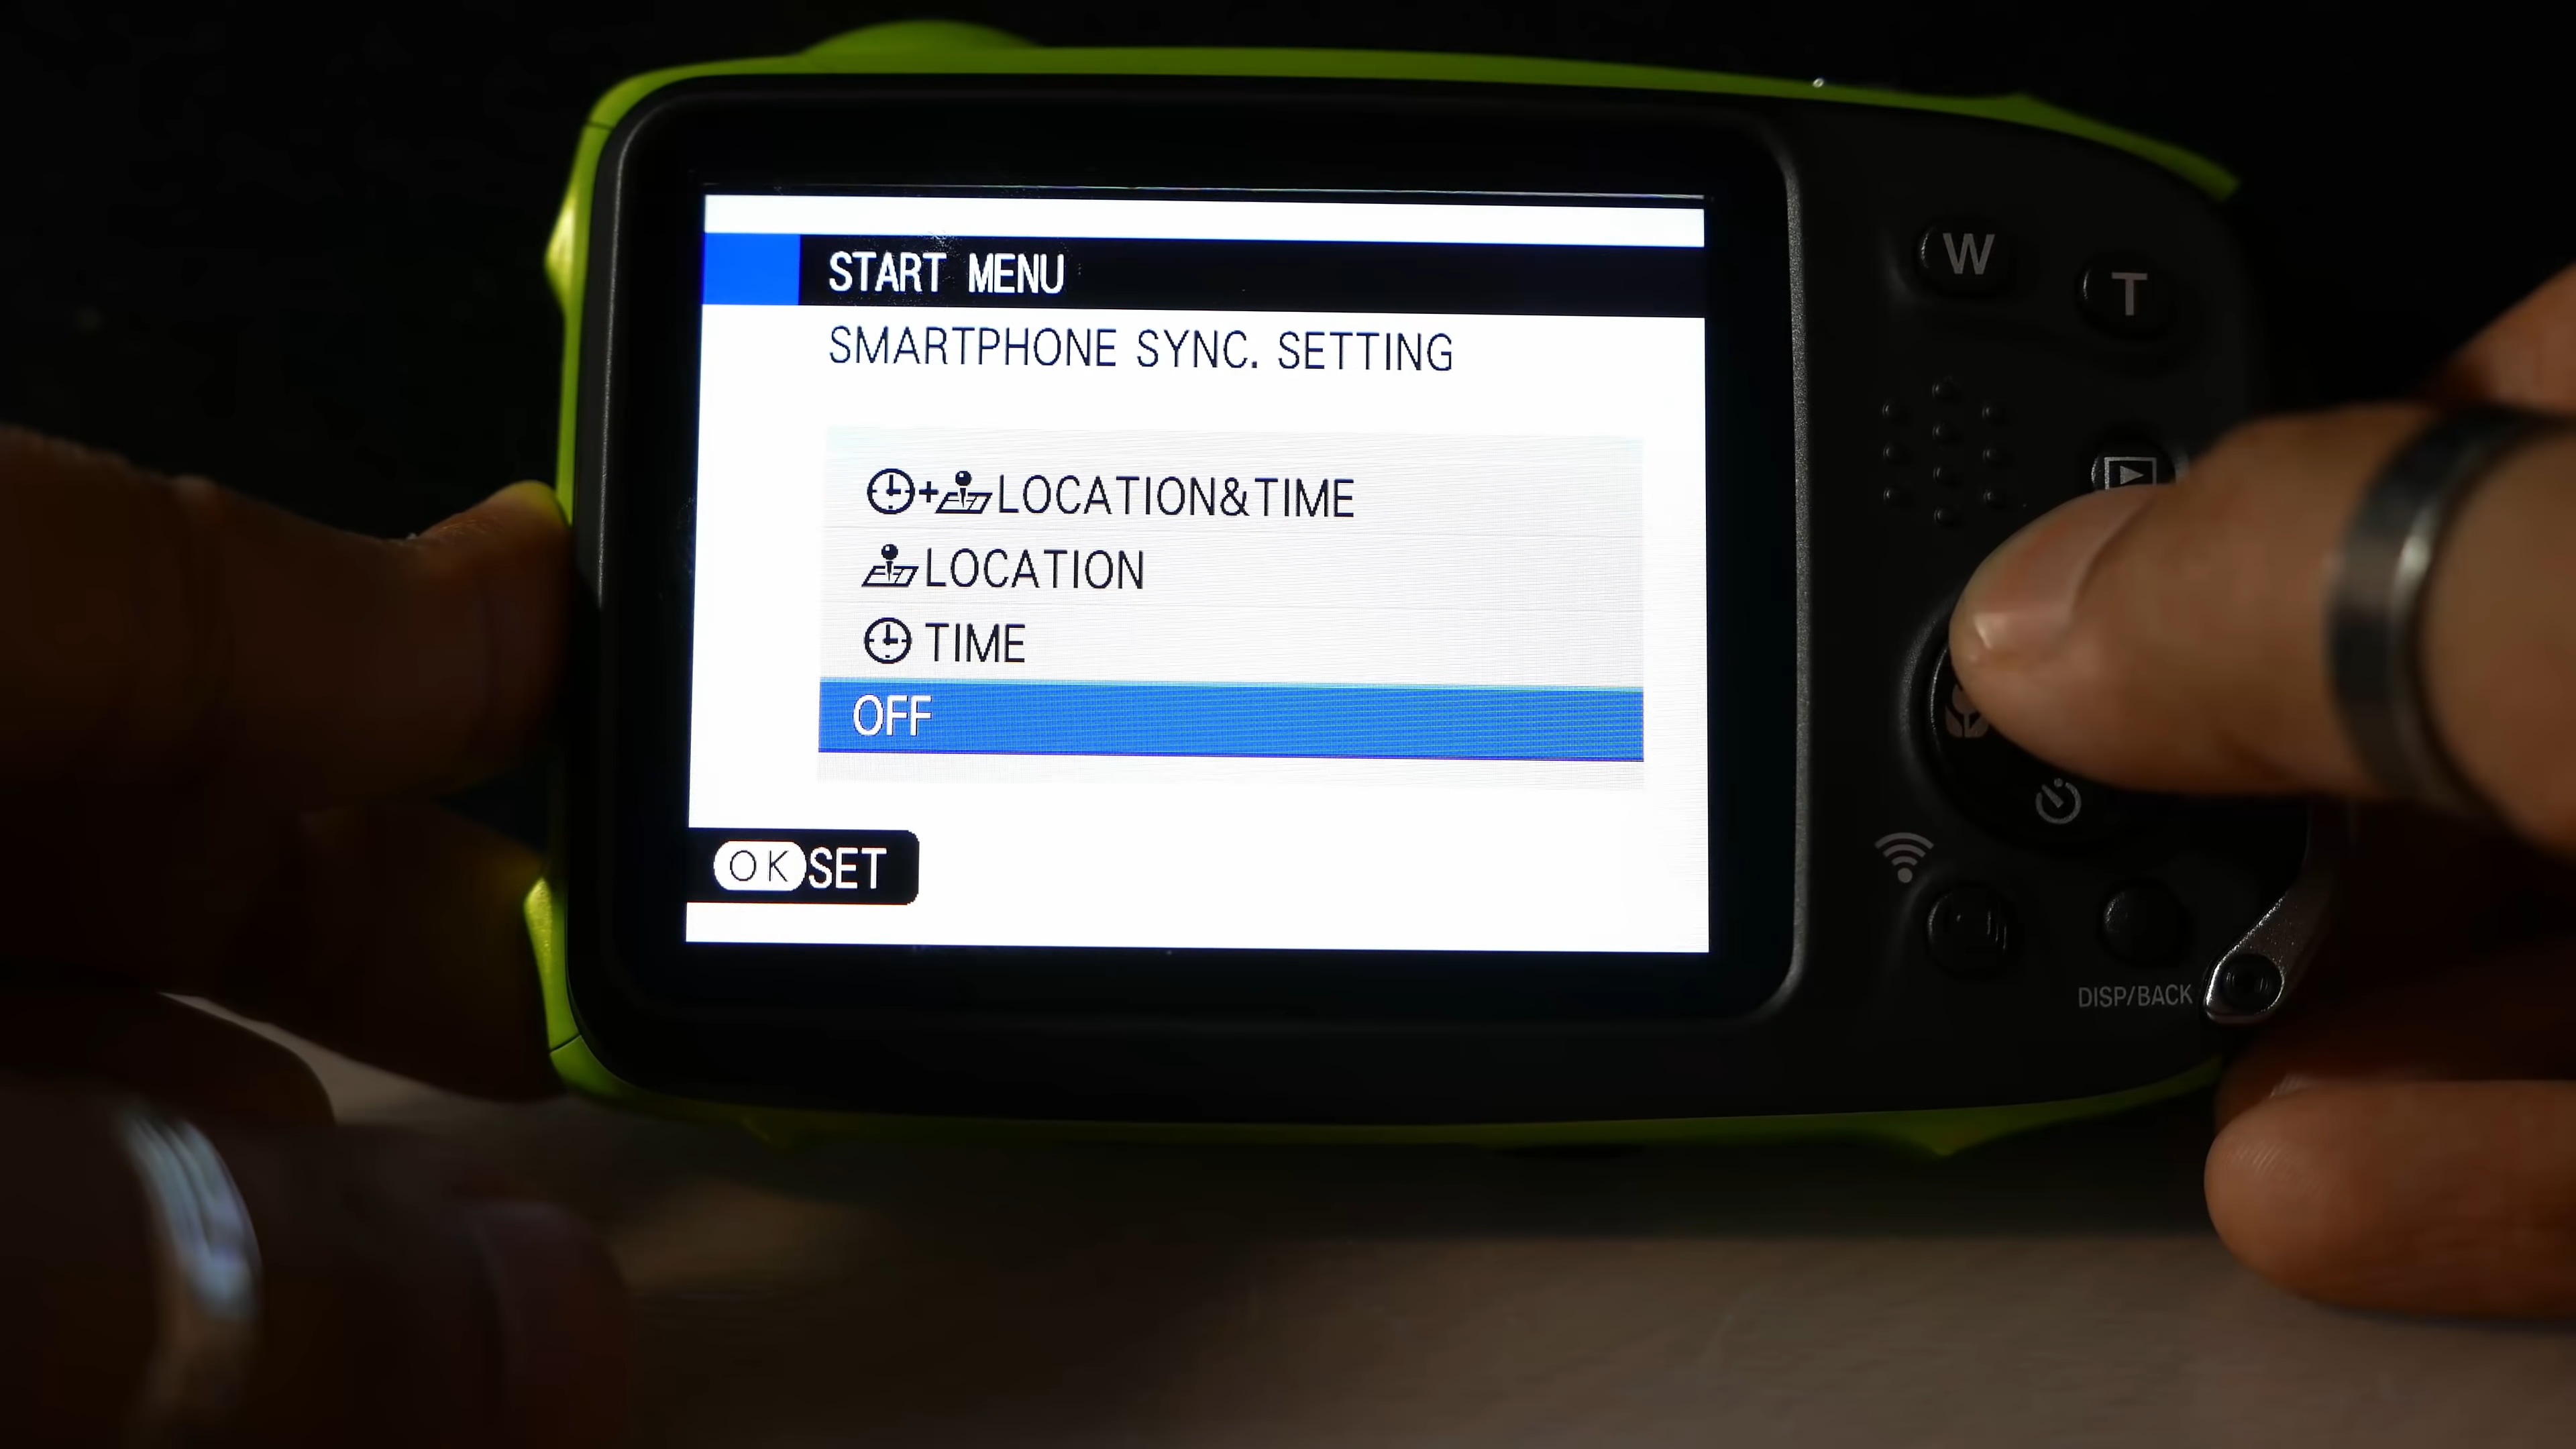 START MENU
SMARTPHONE SYNC. SETTING
+LOCATION&TIME
LOCATION
TIME
OFF
OK SET
W
T
DISP/BACK